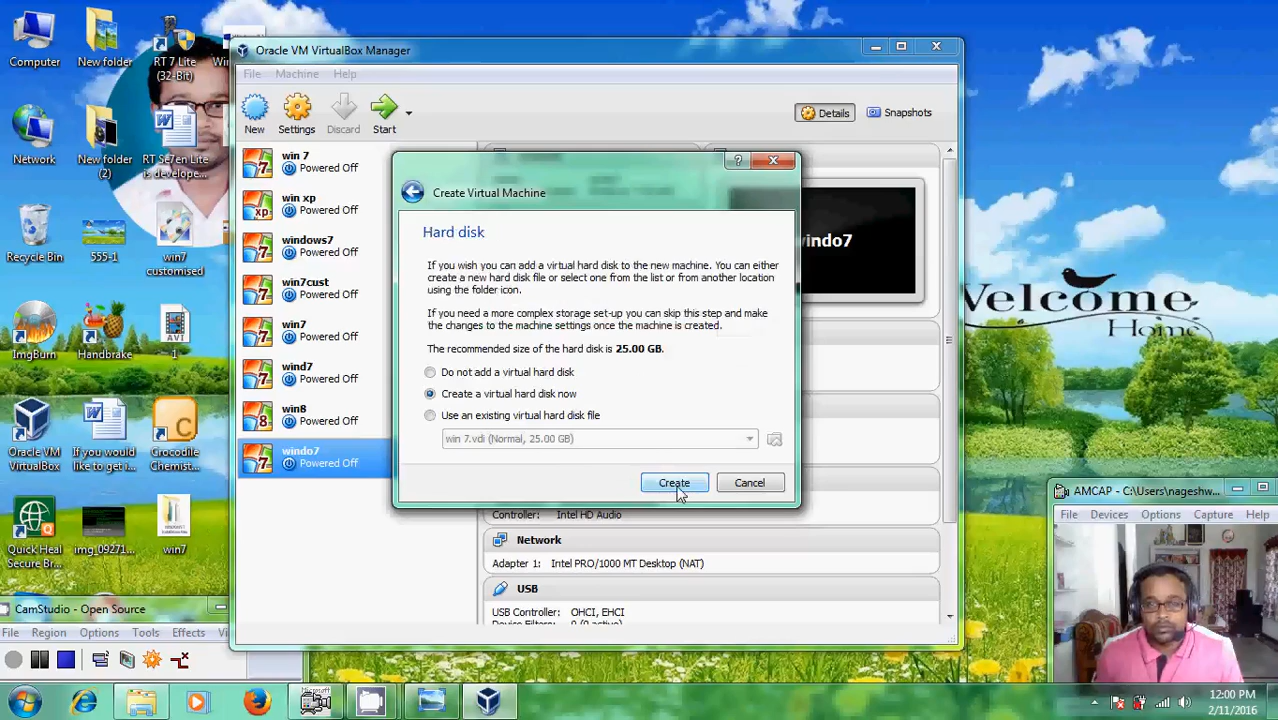 Computer
New folder
RT 7 Lite
(32-Bit)
Network
New folder
(2)
RT Se7en Lite
is develope...
Recycle Bin
555-1
win7
customised
ImgBurn
Handbrake
1
Oracle VM
VirtualBox
If you would
like to get i...
Crocodile
Chemist...
Quick Heal
Secure Br...
img_09271...
win7
CamStudio - Open Source
File Region Options Tools Effects
Oracle VM VirtualBox Manager
File Machine Help
New Settings Discard Start
Details Snapshots
win 7
Powered Off
win xp
Powered Off
windows7
Powered Off
win7cust
Powered Off
win7
Powered Off
wind7
Powered Off
win8
Powered Off
windo7
Powered Off
Create Virtual Machine
Hard disk
If you wish you can add a virtual hard disk to the new machine. You can either
create a new hard disk file or select one from the list or from another location
using the folder icon.
If you need a more complex storage set-up you can skip this step and make
the changes to the machine settings once the machine is created.
The recommended size of the hard disk is 25.00 GB.
Do not add a virtual hard disk
Create a virtual hard disk now
Use an existing virtual hard disk file
win 7.vdi (Normal, 25.00 GB)
Create Cancel
windo7
Controller: Intel HD Audio
Network
Adapter 1: Intel PRO/1000 MT Desktop (NAT)
USB
USB Controller: OHCI, EHCI
Device Filters: 0 (0 active)
Welcome
Home
AMCAP - C:\Users\nageshw...
File Devices Options Capture Help
12:00 PM
2/11/2016